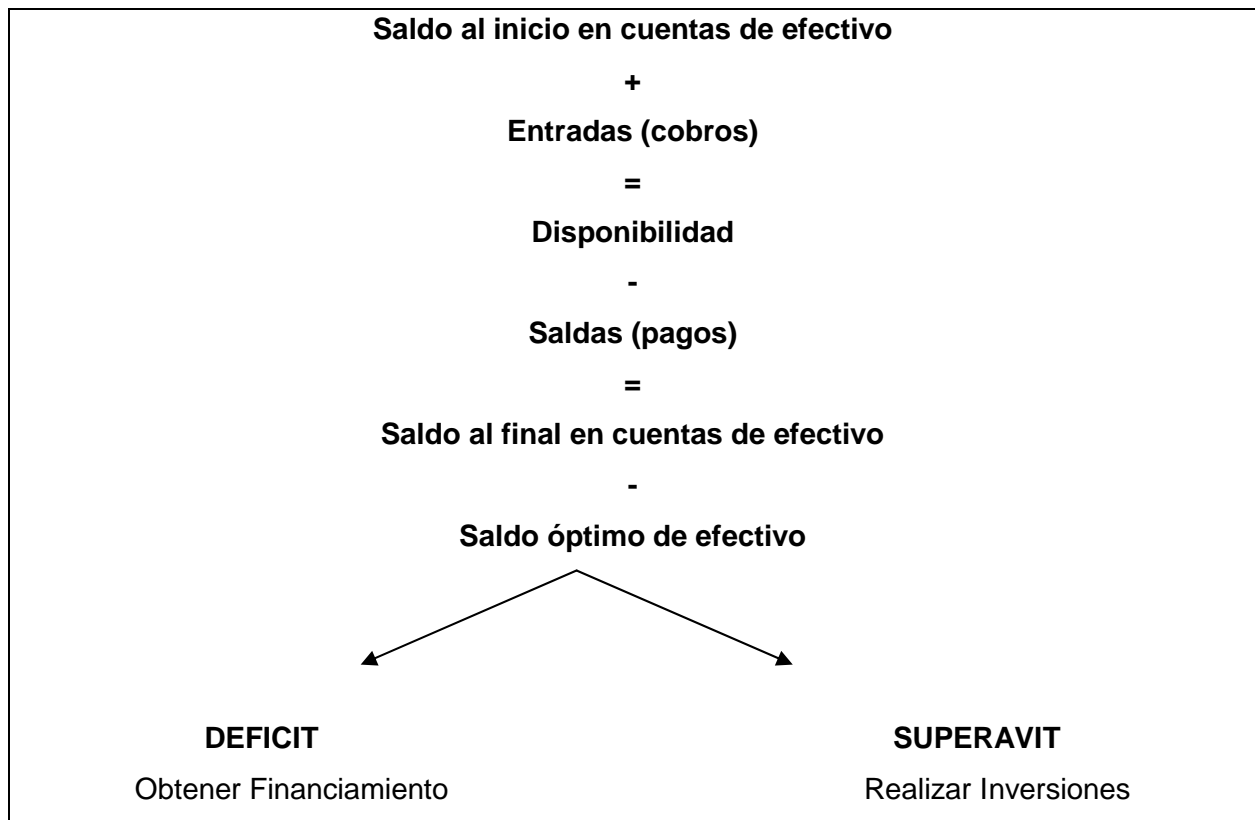 Saldo al inicio en cuentas de efectivo
+
Entradas (cobros)
=
Disponibilidad
-
Saldas (pagos)
=
Saldo al final en cuentas de efectivo
-
Saldo óptimo de efectivo
DEFICIT SUPERAVIT
Obtener Financiamiento Realizar Inversiones